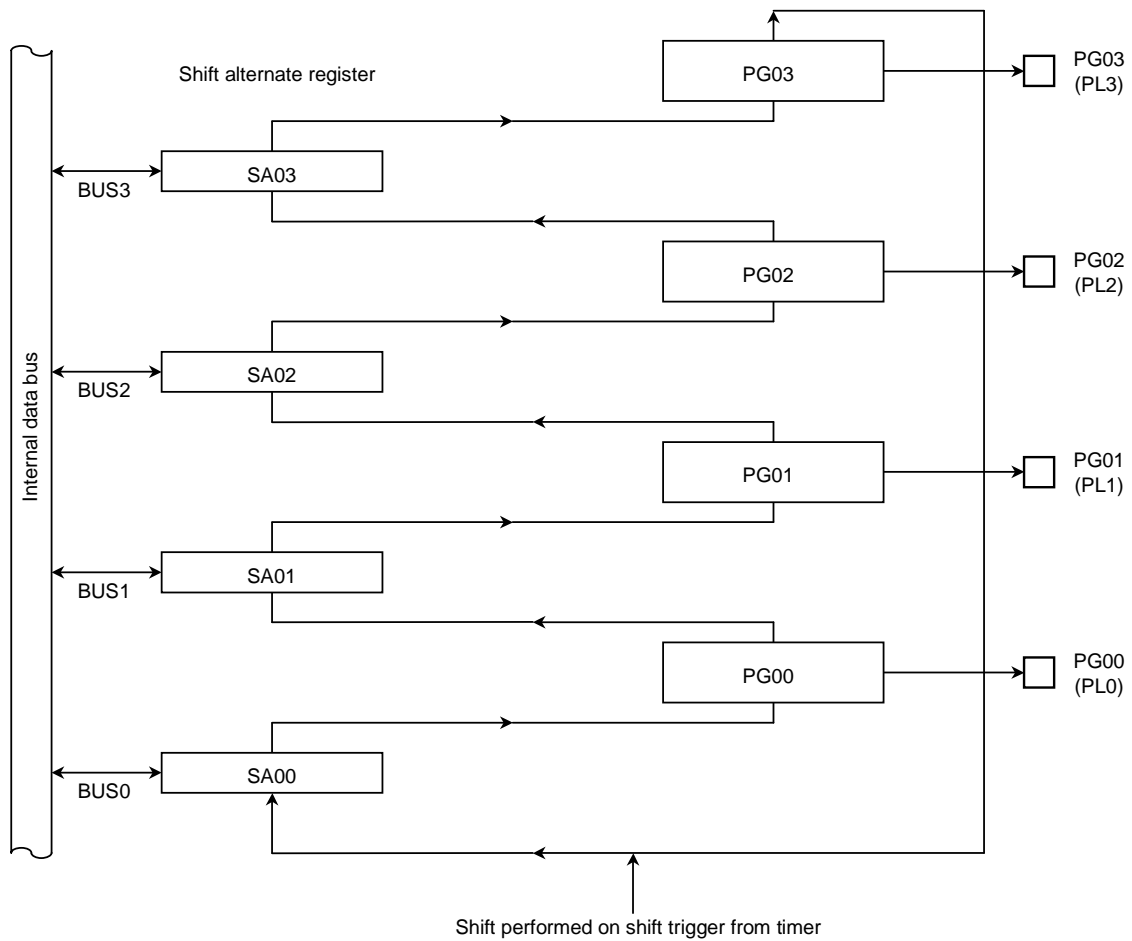 Shift alternate register
PG03
PG03
(PL3)
SA03
BUS3
PG02
PG02
(PL2)
SA02
BUS2
Internal data bus
PG01
PG01
(PL1)
SA01
BUS1
PG00
PG00
(PL0)
SA00
BUS0
Shift performed on shift trigger from timer